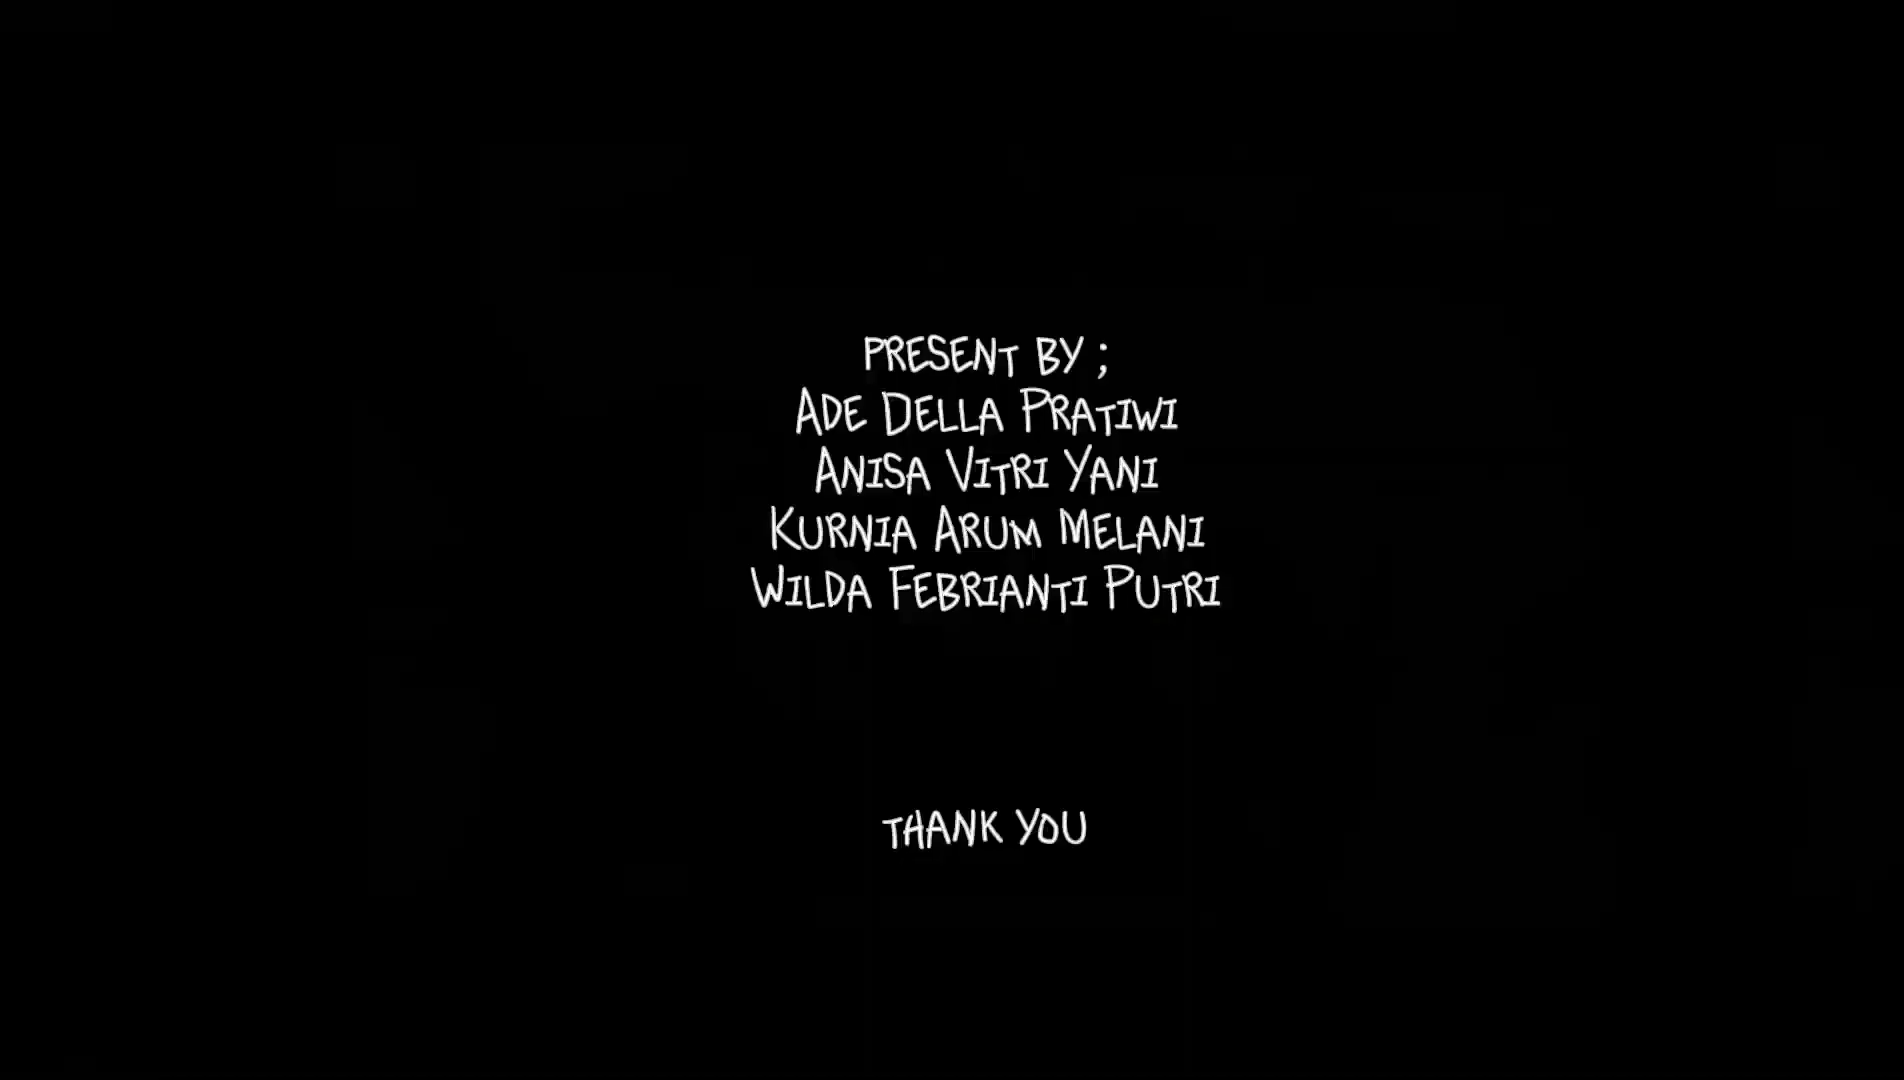 PRESENT BY ;
ADE DELLA PRATIWI
ANISA VITRI YANI
KURNIA ARUM MELANI
WILDA FEBRIANTI PUTRI
THANK YOU